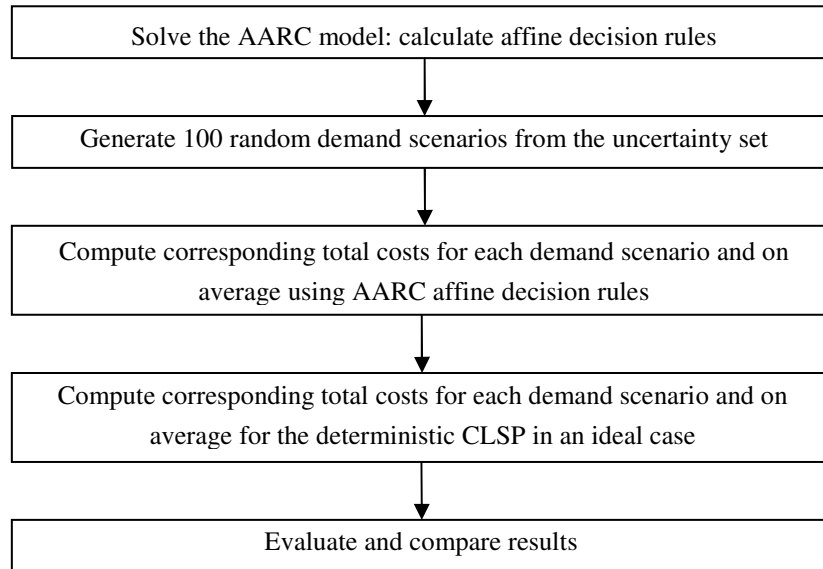 Solve the AARC model: calculate affine decision rules
Generate 100 random demand scenarios from the uncertainty set
Compute corresponding total costs for each demand scenario and on
average using AARC affine decision rules
Compute corresponding total costs for each demand scenario and on
average for the deterministic CLSP in an ideal case
Evaluate and compare results